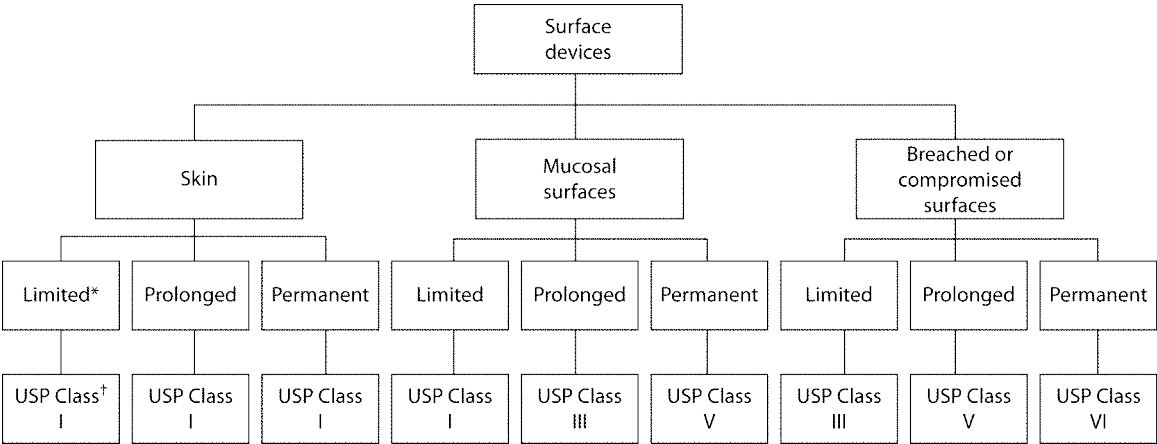 Surface
devices
Skin
Mucosal
surfaces
Breached or
compromised
surfaces
Limited*
Prolonged
Permanent
Limited
Prolonged
Permanent
Limited
Prolonged
Permanent
USP Class†
I
USP Class
I
USP Class
I
USP Class
I
USP Class
III
USP Class
V
USP Class
III
USP Class
V
USP Class
VI